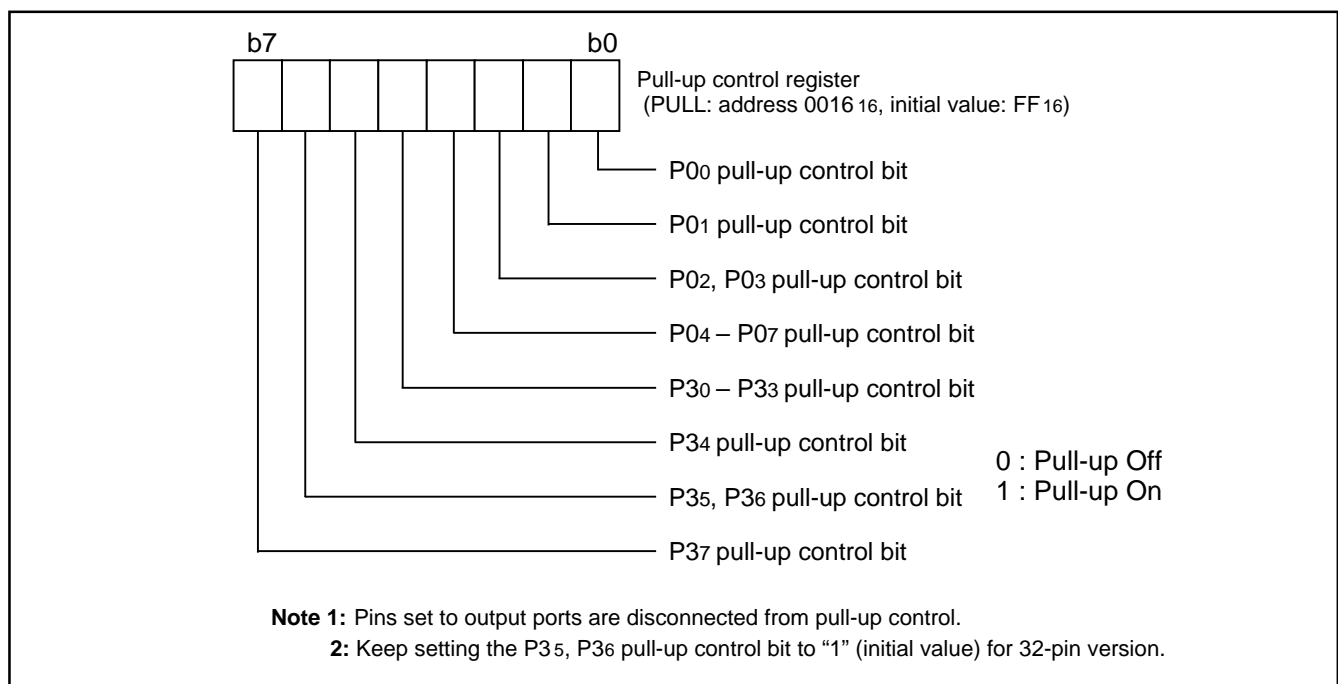 b7 b0
Pull-up control register
(PULL: address 0016 16, initial value: FF16)
P00 pull-up control bit
P01 pull-up control bit
P02, P03 pull-up control bit
P04 – P07 pull-up control bit
P30 – P33 pull-up control bit
P34 pull-up control bit
P35, P36 pull-up control bit
P37 pull-up control bit
0 : Pull-up Off
1 : Pull-up On
Note 1: Pins set to output ports are disconnected from pull-up control.
2: Keep setting the P35, P36 pull-up control bit to “1” (initial value) for 32-pin version.